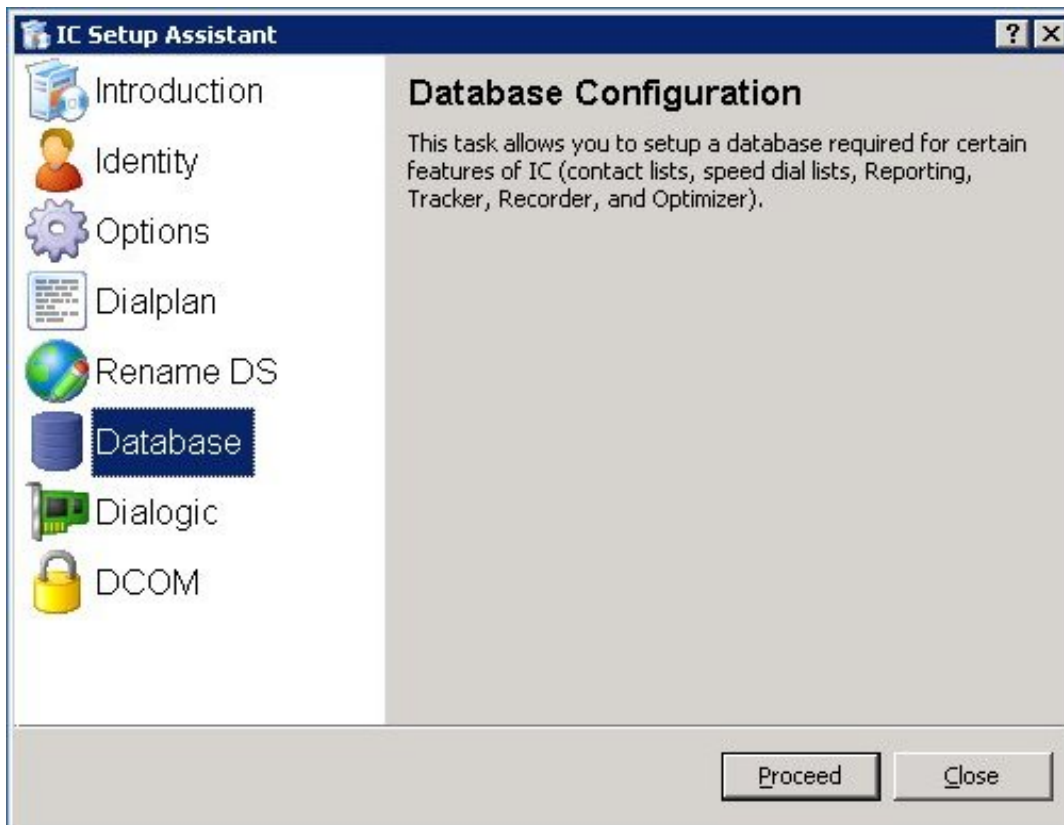 IC Setup Assistant
Introduction
Identity
Options
Dialplan
Rename DS
Database
Dialogic
DCOM
Database Configuration
This task allows you to setup a database required for certain
features of IC (contact lists, speed dial lists, Reporting,
Tracker, Recorder, and Optimizer).
Proceed
Close